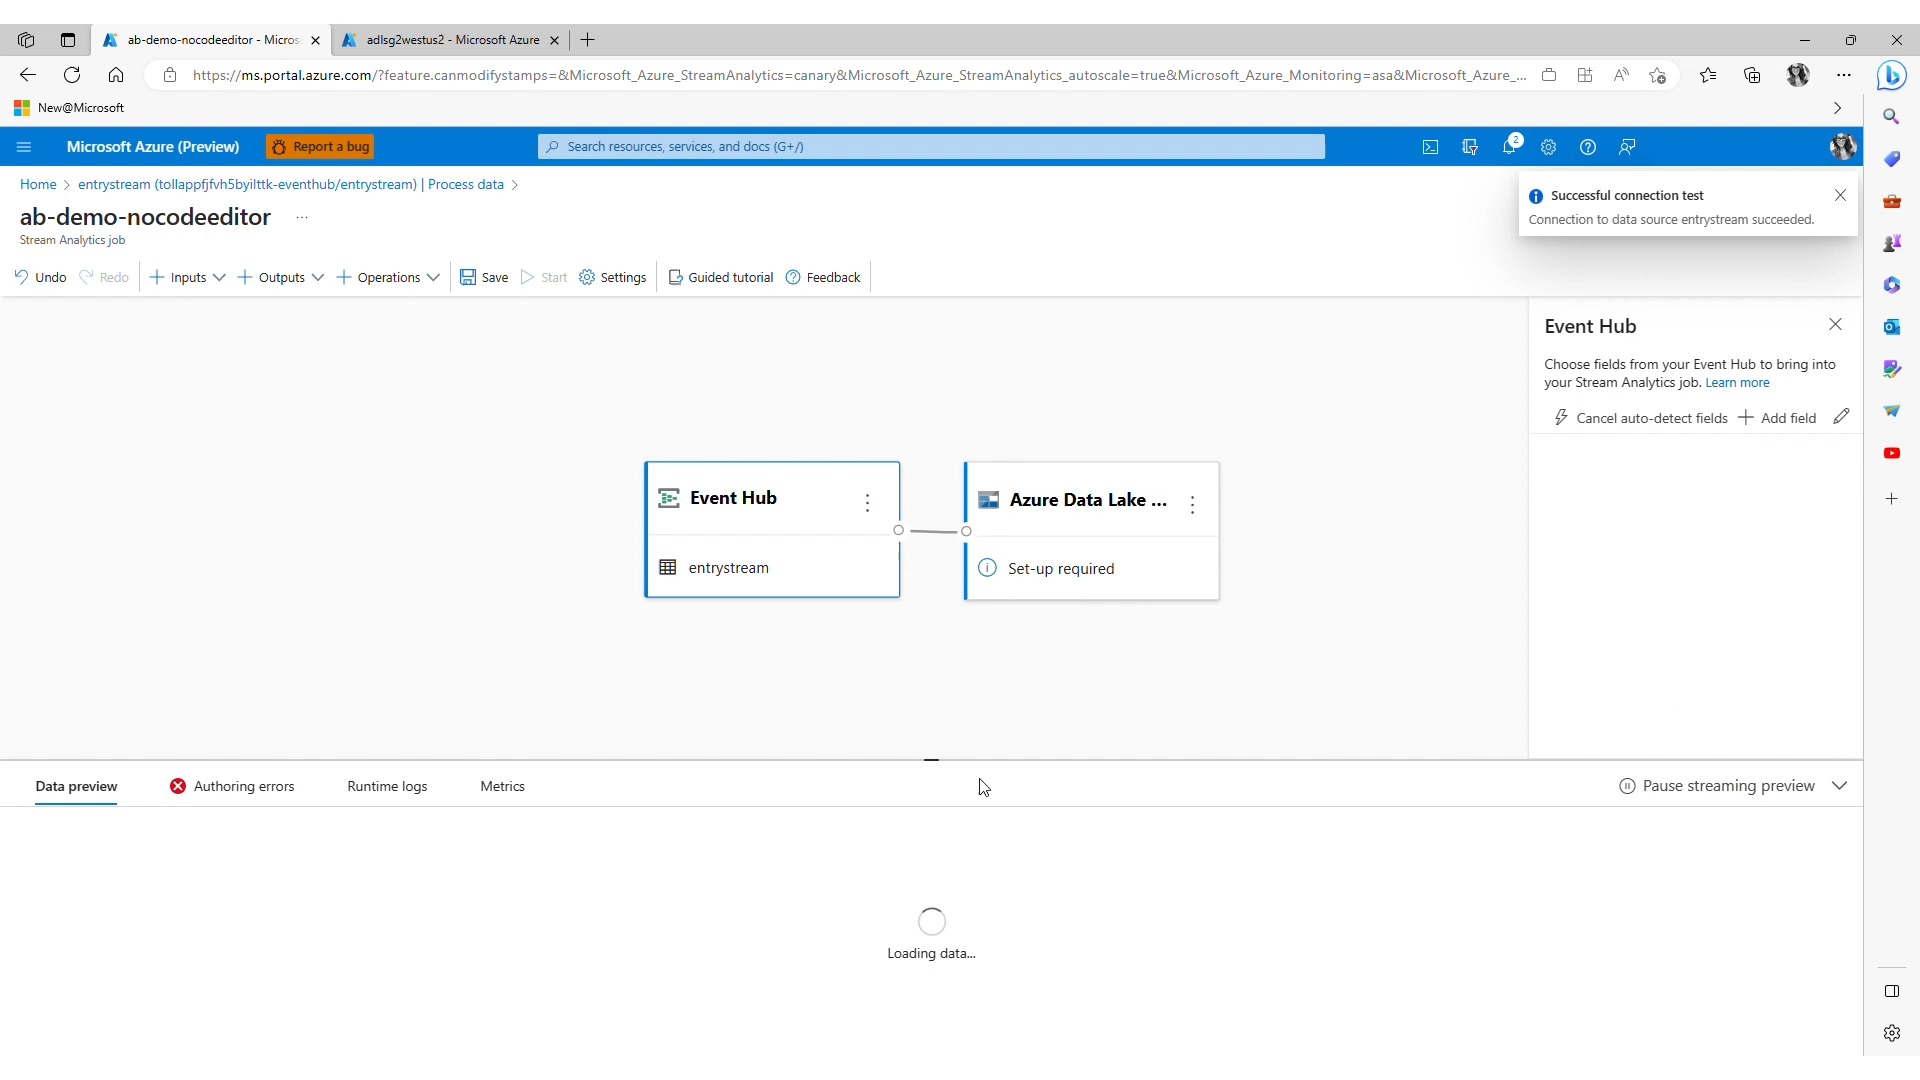 ab-demo-nocodeeditor - Micros
adlsg2westus2 - Microsoft Azure
https://ms.portal.azure.com/?feature.canmodifystamps=&Microsoft_Azure_StreamAnalytics=canary&Microsoft_Azure_StreamAnalytics_autoscale=true&Microsoft_Azure_Monitoring=asa&Microsoft_Azure_...
New@Microsoft
Microsoft Azure (Preview)
Report a bug
Search resources, services, and docs (G+/)
2
Home > entrystream (tollappfjfvh5byilttk-eventhub/entrystream) | Process data >
Successful connection test
Connection to data source entrystream succeeded.
ab-demo-nocodeeditor ...
Stream Analytics job
Undo Redo Inputs Outputs Operations Save Start Settings Guided tutorial Feedback
Event Hub
Choose fields from your Event Hub to bring into
your Stream Analytics job. Learn more
Cancel auto-detect fields Add field
Event Hub
entrystream
Azure Data Lake ...
Set-up required
Data preview Authoring errors Runtime logs Metrics Pause streaming preview
Loading data...